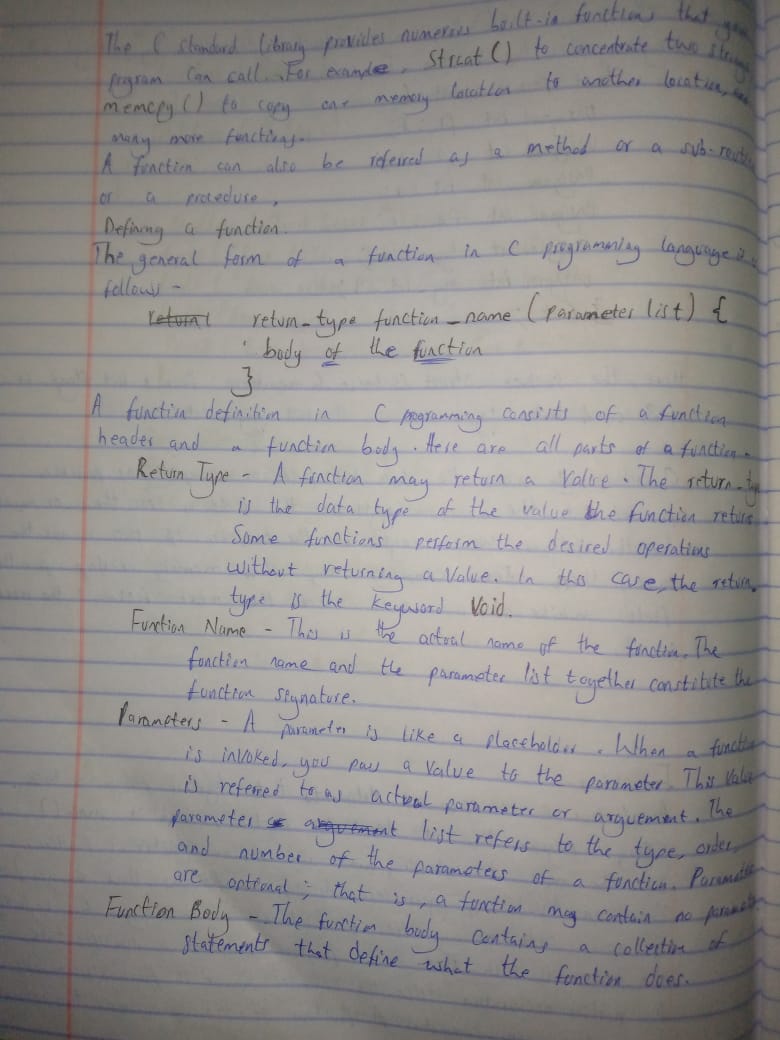 The C standard library provides numerous built-in functions that your
program can call. For example, Strcat () to concentrate two strings
memcpy () to copy one memory location to another location, and
many more functions.
A function can also be referred as a method or a sub-routine
or a procedure,
Defining a function.
The general form of a function in C programming language is
follows -
return_type function_name (parameter list) {
body of the function
}
A function definition in C programming consists of a function
header and a function body. Here are all parts of a function.
Return Type - A function may return a Value. The return-type
is the data type of the value the function returns
Some functions perform the desired operations
without returning a Value. In this case, the return
type is the keyword Void.
Function Name - This is the actual name of the function. The
function name and the parameter list together constitute the
function signature.
Parameters - A parameter is like a placeholder. When a function
is invoked, you pass a Value to the parameter. This value
is referred to as actual parameter or arguement. The
parameter list refers to the type, order,
and number of the parameters of a function. Parameters
are optional; that is, a function may contain no parameters
Function Body - The function body contains a collection of
statements that define what the function does.